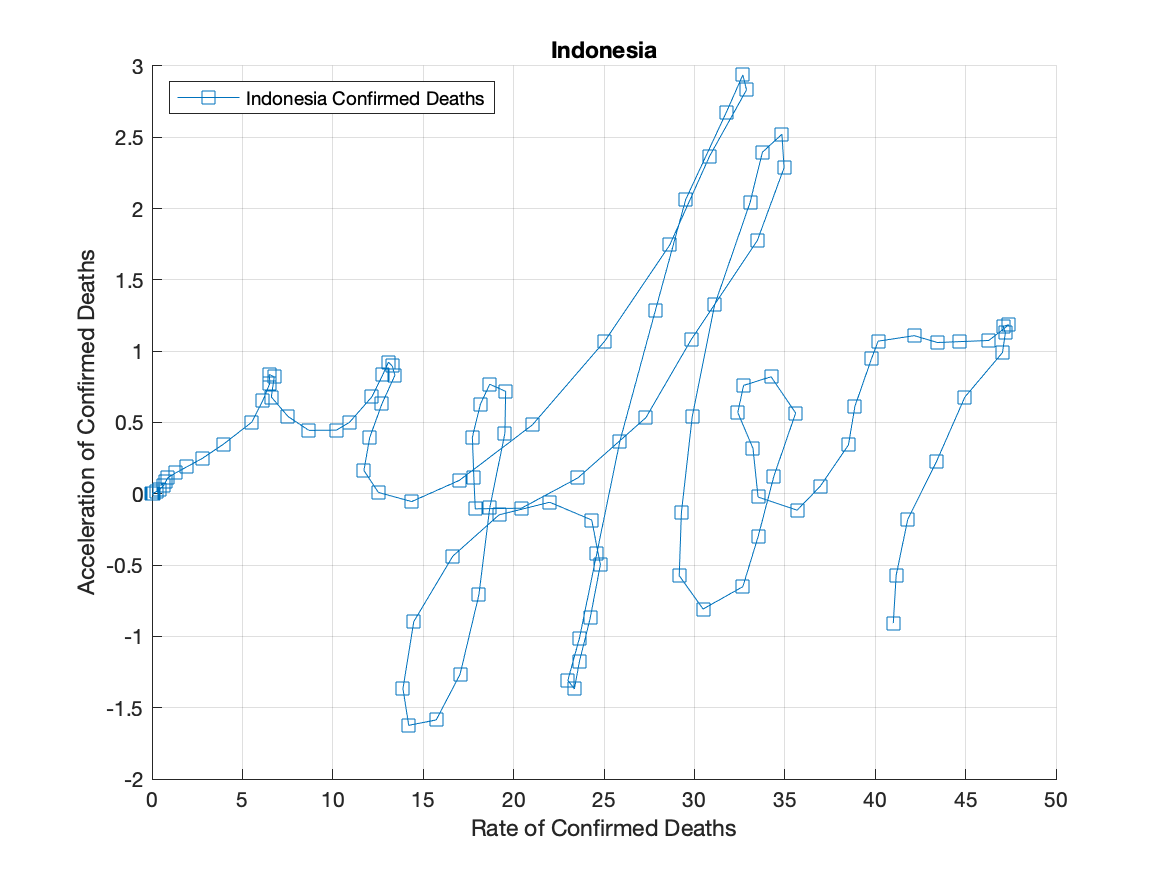 Indonesia
Indonesia Confirmed Deaths
Acceleration of Confirmed Deaths
3
2.5
2
1.5
1
0.5
0
-0.5
-1
-1.5
-2
0 5 10 15 20 25 30 35 40 45 50
Rate of Confirmed Deaths